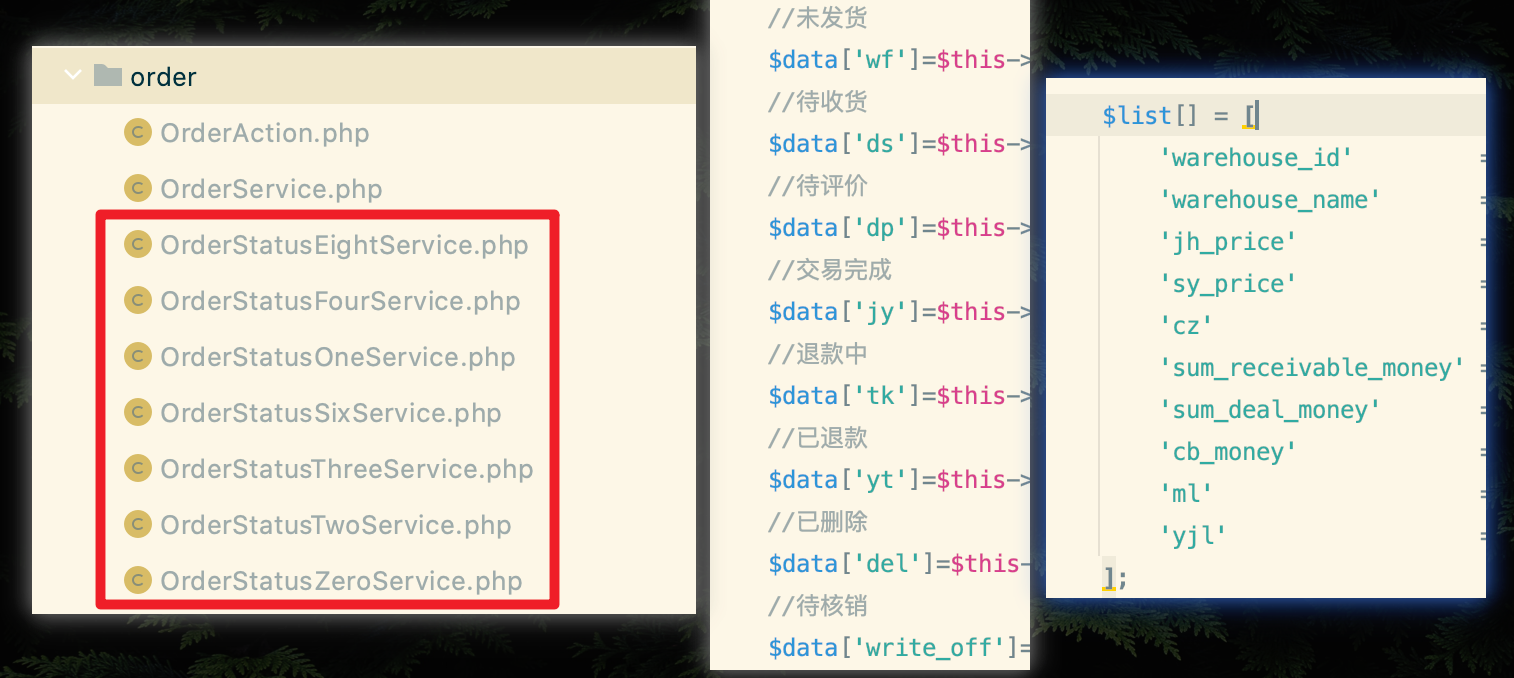 order
OrderAction.php
OrderService.php
OrderStatusEightService.php
OrderStatusFourService.php
OrderStatusOneService.php
OrderStatusSixService.php
OrderStatusThreeService.php
OrderStatusTwoService.php
OrderStatusZeroService.php
//未发货
$data['wf']=$this->
//待收货
$data['ds']=$this->
//待评价
$data['dp']=$this->
//交易完成
$data['jy']=$this->
//退款中
$data['tk']=$this->
//已退款
$data['yt']=$this->
//已删除
$data['del']=$this-
//待核销
$data['write_off']=
$list[] = [
'warehouse_id' =
'warehouse_name' =
'jh_price' =
'sy_price' =
'cz' =
'sum_receivable_money' =
'sum_deal_money' =
'cb_money' =
'ml' =
'yjl' =
];